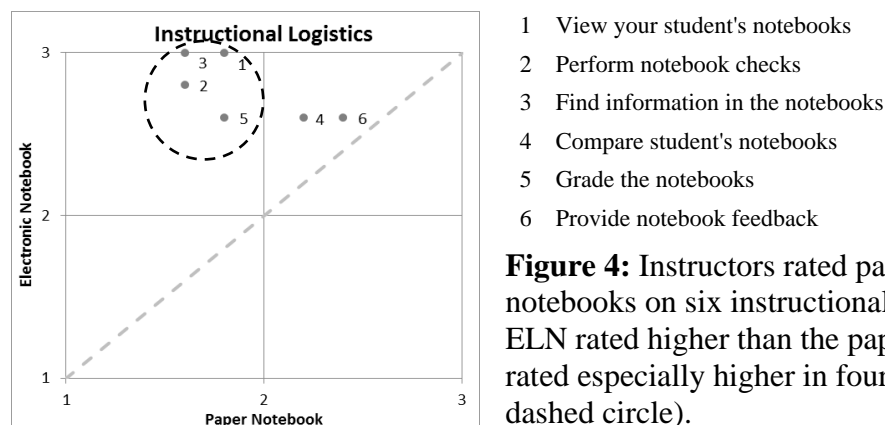 Instructional Logistics
3
3
1
2
5
4
6
2
1
1
2
3
Electronic Notebook
Paper Notebook
1 View your student's notebooks
2 Perform notebook checks
3 Find information in the notebooks
4 Compare student's notebooks
5 Grade the notebooks
6 Provide notebook feedback
Figure 4: Instructors rated
notebooks on six instructional
ELN rated higher than the
rated especially higher in
dashed circle).